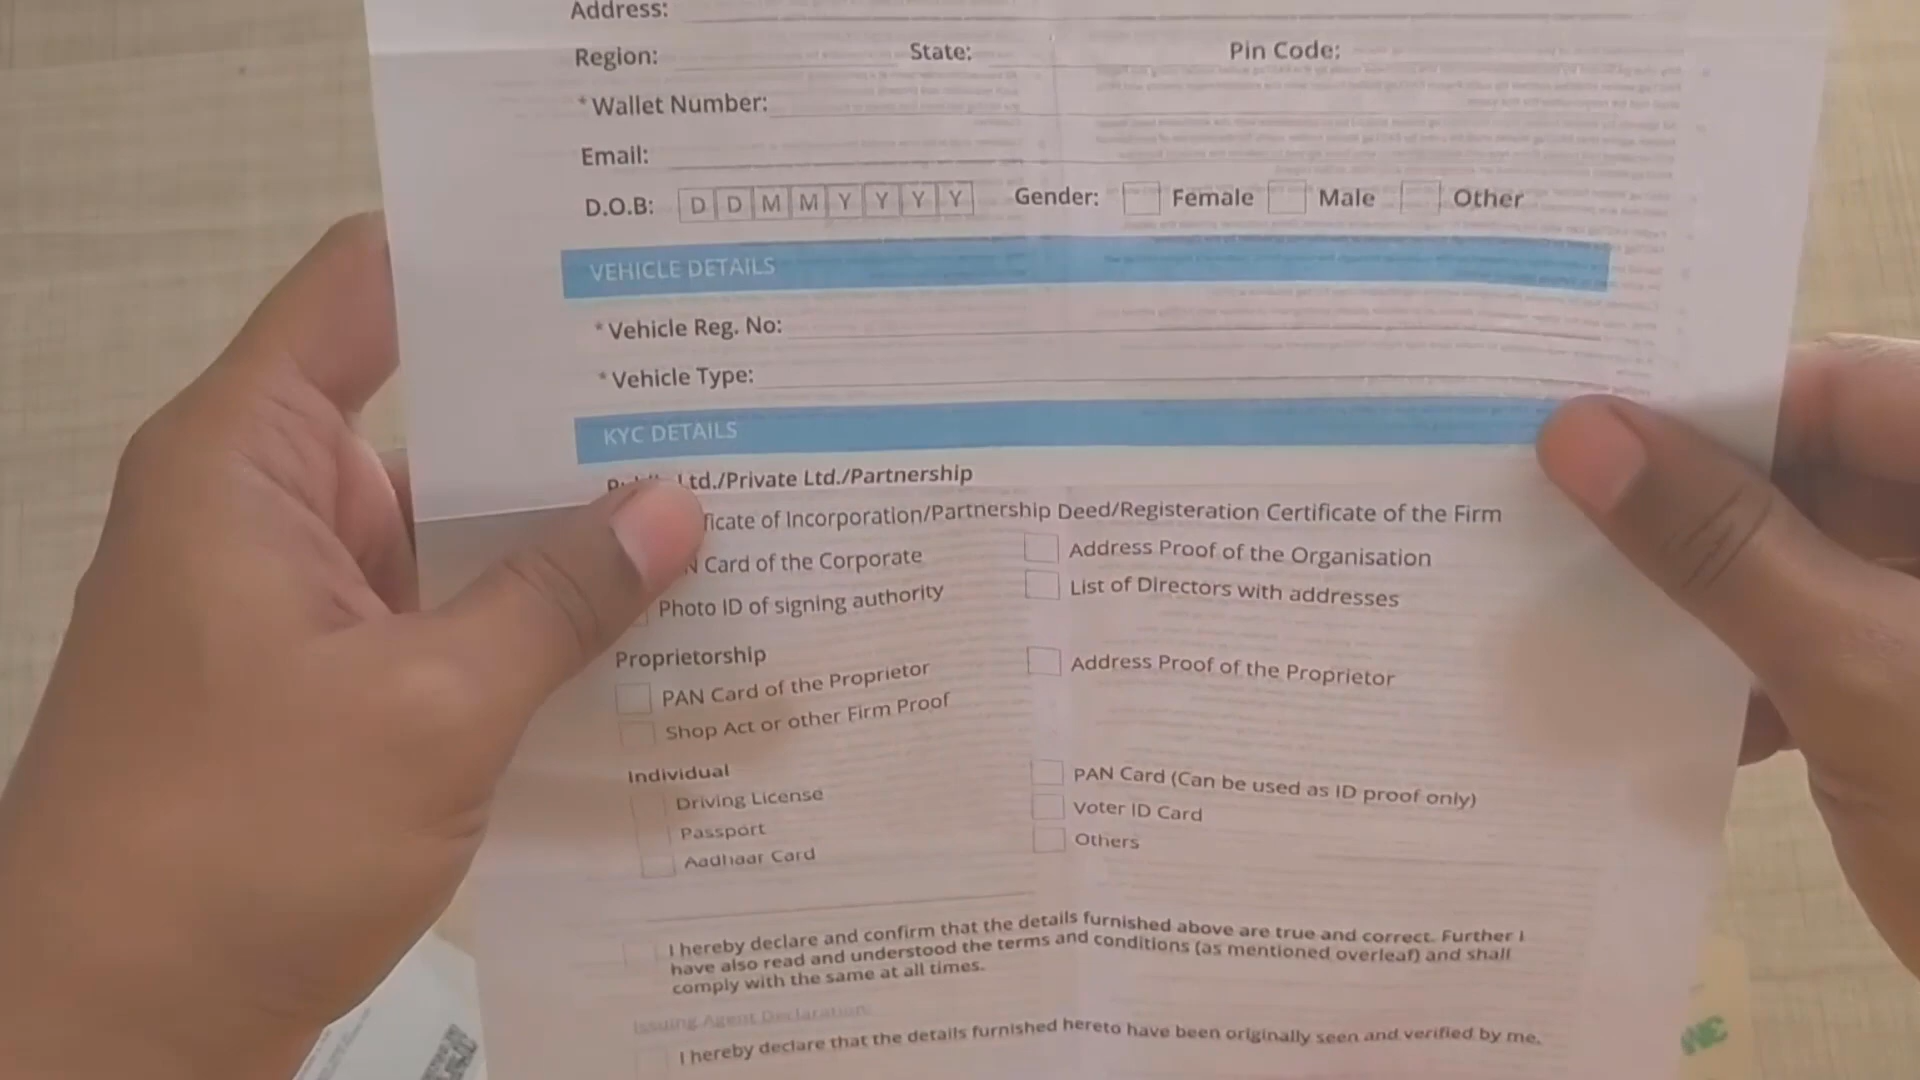 Address:
Region: State: Pin Code:
*Wallet Number:
Email:
D.O.B: D D M M Y Y Y Y Gender: Female Male Other
VEHICLE DETAILS
*Vehicle Reg. No:
*Vehicle Type:
KYC DETAILS
Ltd./Private Ltd./Partnership
ficate of Incorporation/Partnership Deed/Registeration Certificate of the Firm
N Card of the Corporate Address Proof of the Organisation
Photo ID of signing authority List of Directors with addresses
Proprietorship
PAN Card of the Proprietor Address Proof of the Proprietor
Shop Act or other Firm Proof
Individual
Driving License PAN Card (Can be used as ID proof only)
Passport Voter ID Card
Aadhaar Card Others
I hereby declare and confirm that the details furnished above are true and correct. Further I
have also read and understood the terms and conditions (as mentioned overleaf) and shall
comply with the same at all times.
Issuing Agent Declaration:
I hereby declare that the details furnished hereto have been originally seen and verified by me.